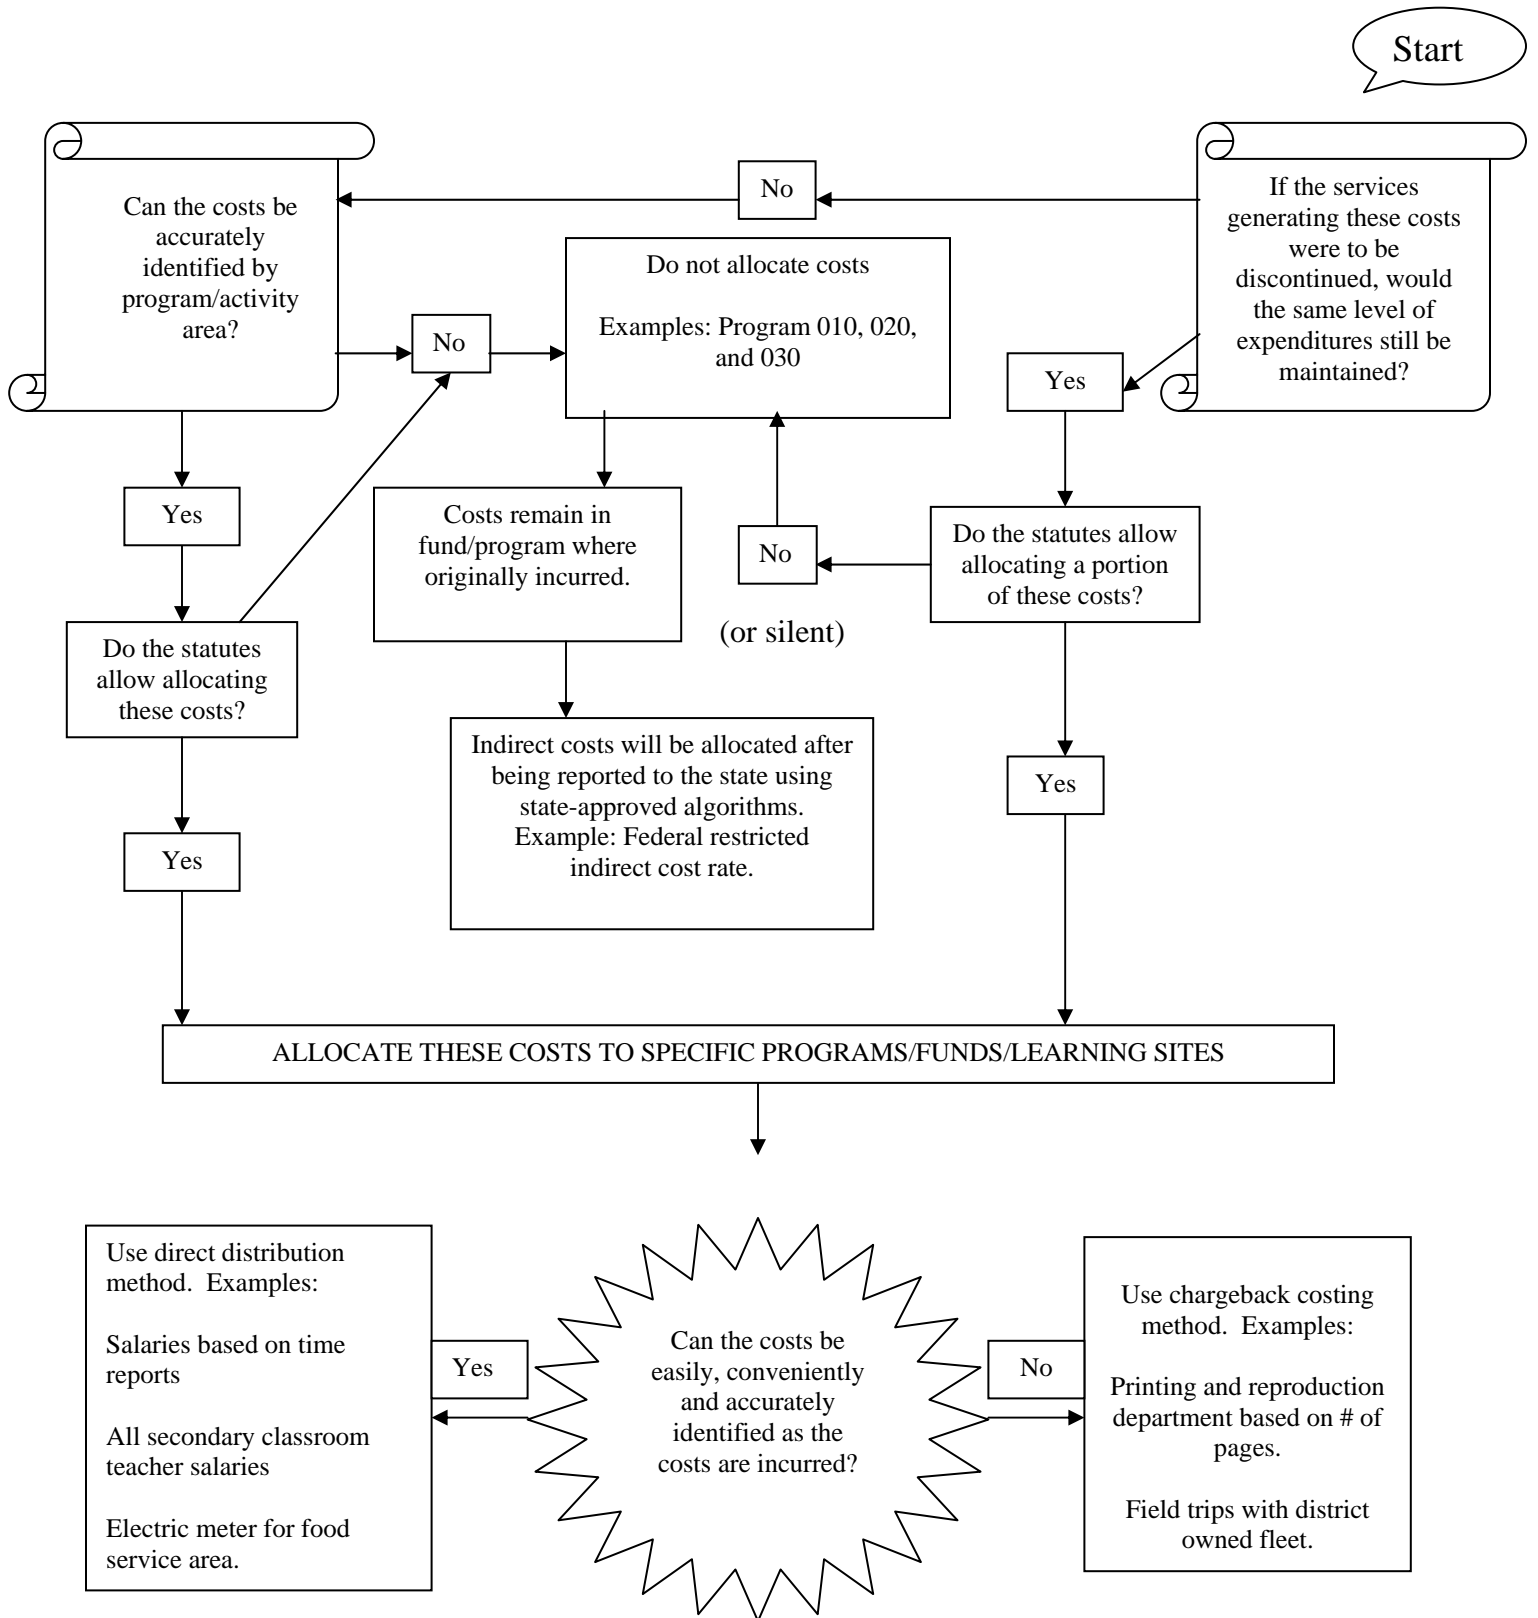 Start
If the services
generating these costs
were to be
discontinued, would
the same level of
expenditures still be
maintained?
No
Can the costs be
accurately
identified by
program/activity
area?
No
Do not allocate costs
Examples: Program 010, 020,
and 030
Yes
Yes
Costs remain in
fund/program where
originally incurred.
No
(or silent)
Do the statutes allow
allocating a portion
of these costs?
Do the statutes
allow allocating
these costs?
Indirect costs will be allocated after
being reported to the state using
state-approved algorithms.
Example: Federal restricted
indirect cost rate.
Yes
Yes
ALLOCATE THESE COSTS TO SPECIFIC PROGRAMS/FUNDS/LEARNING SITES
Use direct distribution
method. Examples:
Salaries based on time
reports
All secondary classroom
teacher salaries
Electric meter for food
service area.
Yes
Can the costs be
easily, conveniently
and accurately
identified as the
costs are incurred?
No
Use chargeback costing
method. Examples:
Printing and reproduction
department based on # of
pages.
Field trips with district
owned fleet.